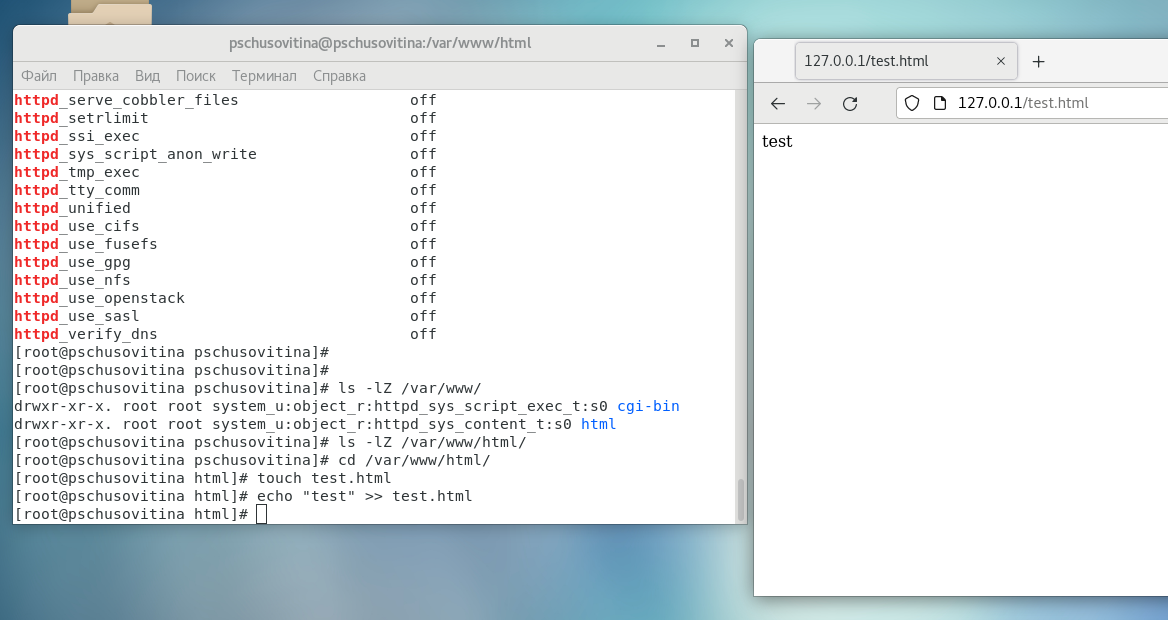 pschusovitina@pschusovitina:/var/www/html
Файл Правка Вид Поиск Терминал Справка
httpd_serve_cobbler_files off
httpd_setrlimit off
httpd_ssi_exec off
httpd_sys_script_anon_write off
httpd_tmp_exec off
httpd_tty_comm off
httpd_unified off
httpd_use_cifs off
httpd_use_fusefs off
httpd_use_gpg off
httpd_use_nfs off
httpd_use_openstack off
httpd_use_sasl off
httpd_verify_dns off
[root@pschusovitina pschusovitina]#
[root@pschusovitina pschusovitina]#
[root@pschusovitina pschusovitina]# ls -lZ /var/www/
drwxr-xr-x. root root system_u:object_r:httpd_sys_script_exec_t:s0 cgi-bin
drwxr-xr-x. root root system_u:object_r:httpd_sys_content_t:s0 html
[root@pschusovitina pschusovitina]# ls -lZ /var/www/html/
[root@pschusovitina pschusovitina]# cd /var/www/html/
[root@pschusovitina html]# touch test.html
[root@pschusovitina html]# echo "test" >> test.html
[root@pschusovitina html]#
127.0.0.1/test.html
127.0.0.1/test.html
test